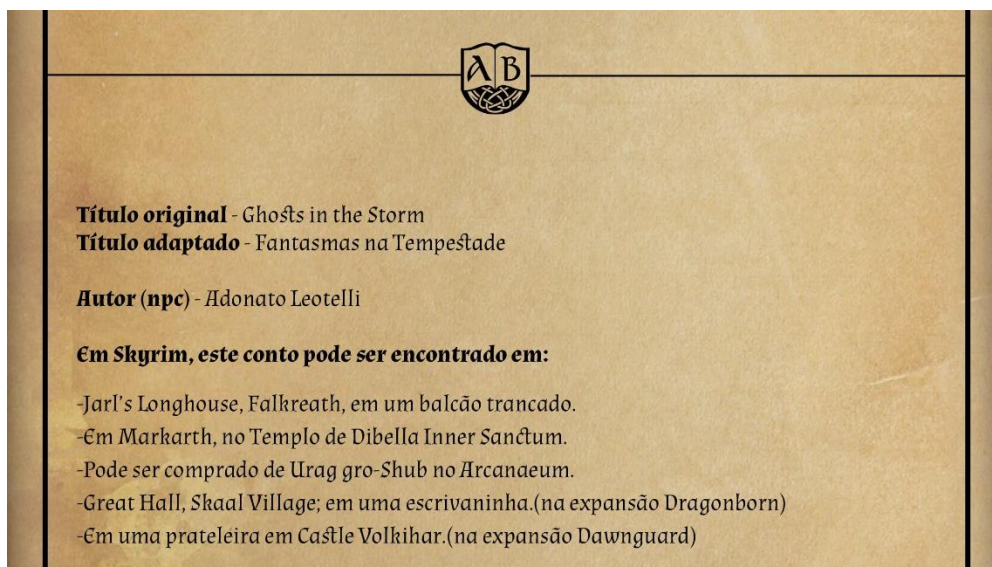 AB
Título original - Ghosts in the Storm
Título adaptado - Fantasmas na Tempestade
Autor (npc) - Adonato Leotelli
Em Skyrim, este conto pode ser encontrado em:
-Jarl's Longhouse, Falkreath, em um balcão trancado.
-Em Markarth, no Templo de Dibella Inner Sanctum.
-Pode ser comprado de Urag gro-Shub no Arcanaeum.
-Great Hall, Skaal Village; em uma escrivaninha.(na expansão Dragonborn)
-Em uma prateleira em Castle Volkihar.(na expansão Dawnguard)